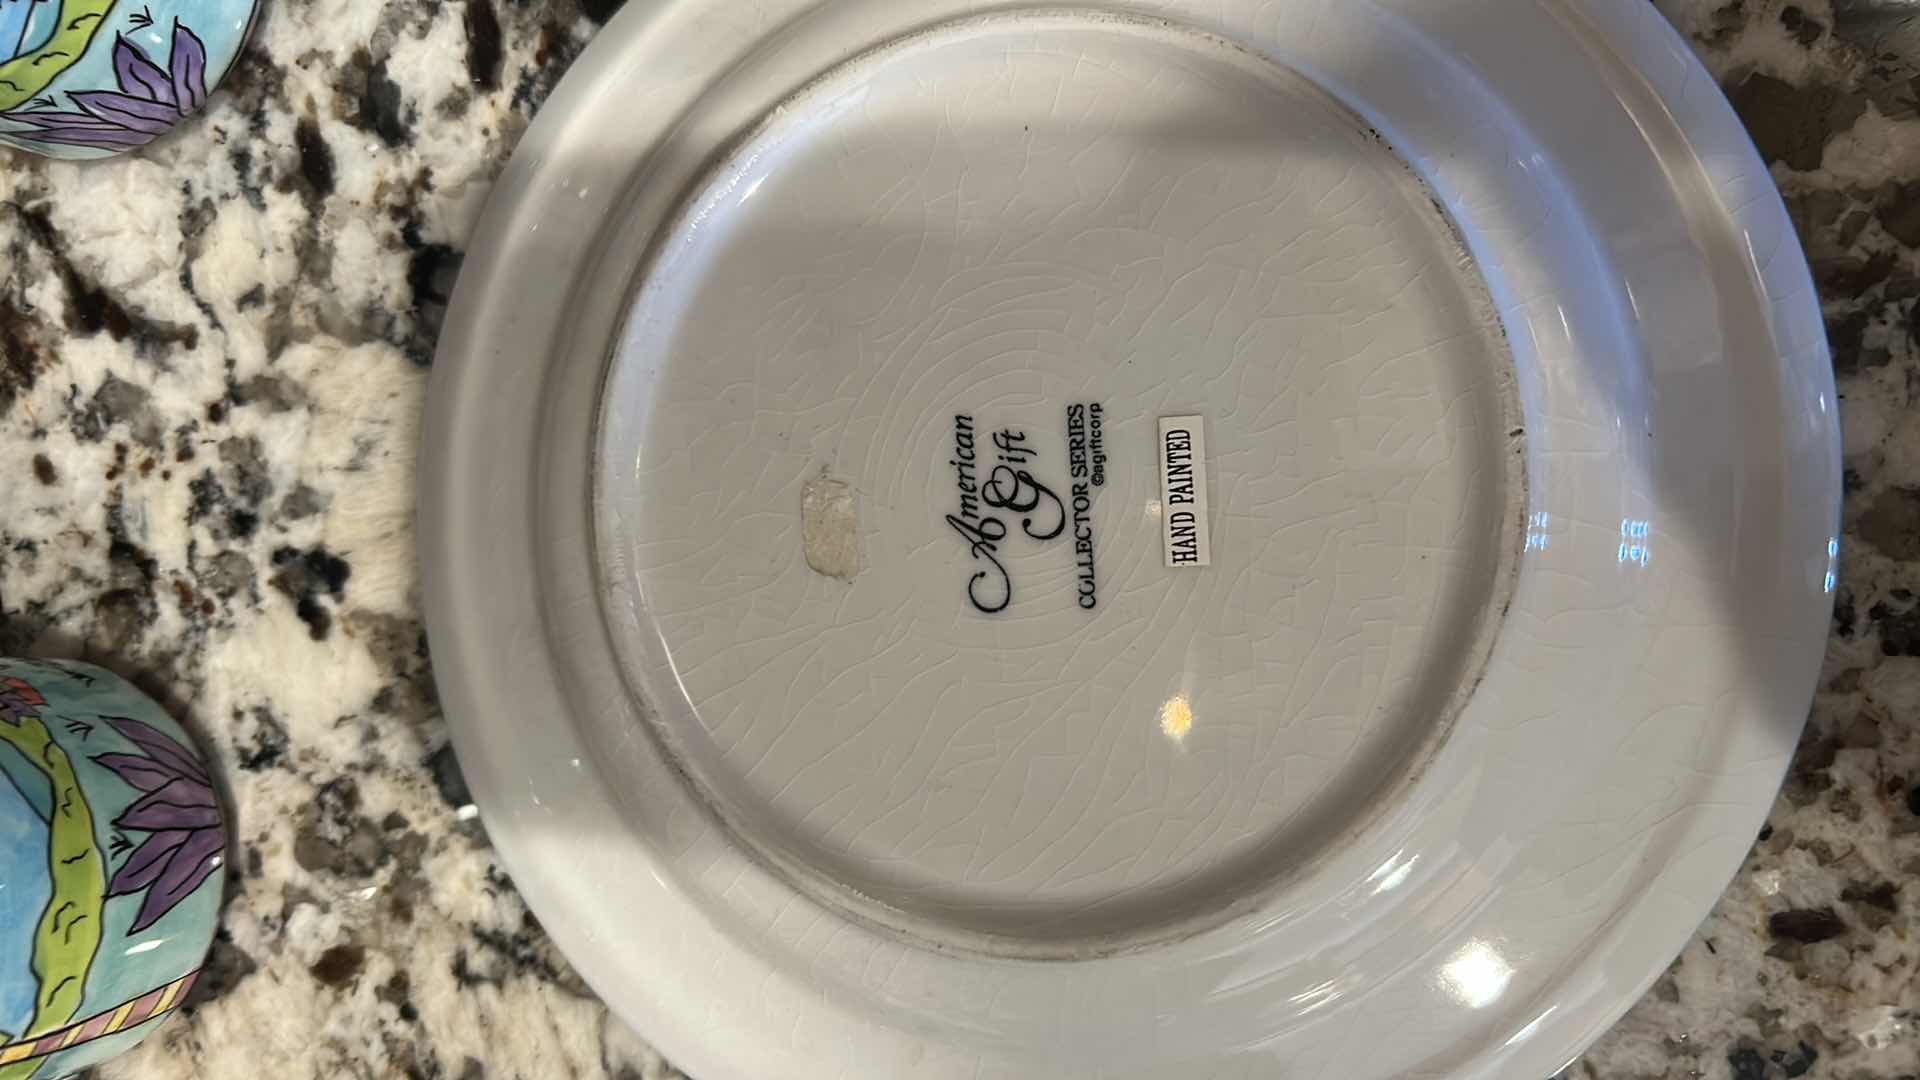 American
Gift
COLLECTOR SERIES
©agiftcorp
HAND PAINTED